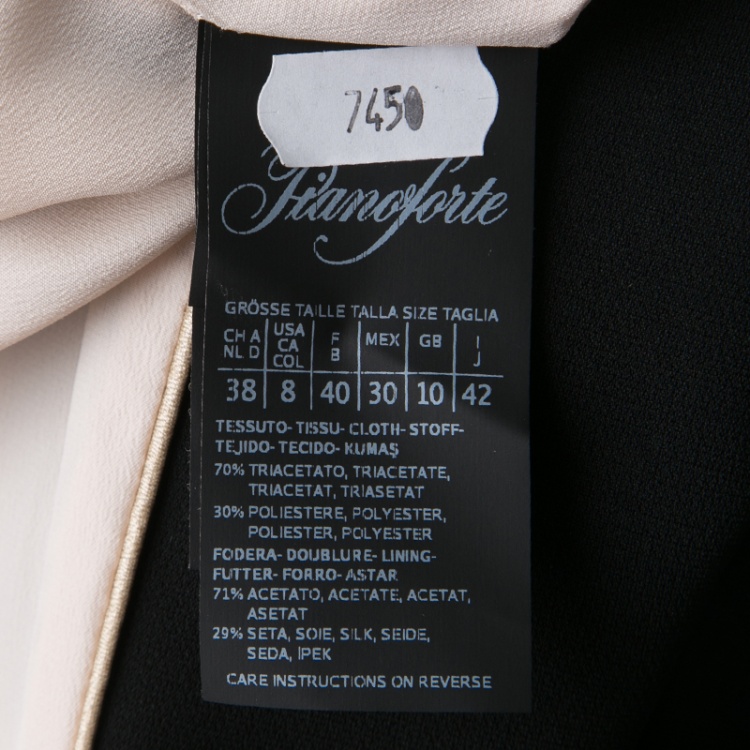 7450
Pianoforte
GRÖSSE TAILLE TALLA SIZE TAGLIA
CH A NL D | USA CA COL | F B | MEX | GB | I J
38 | 8 | 40 | 30 | 10 | 42
TESSUTO- TISSU- CLOTH- STOFF-
TEJIDO- TECIDO- KUMAŞ
70% TRIACETATO, TRIACETATE,
TRIACETAT, TRIASETAT
30% POLIESTERE, POLYESTER,
POLIESTER, POLYESTER
FODERA- DOUBLURE- LINING-
FUTTER- FORRO- ASTAR
71% ACETATO, ACETATE, ACETAT,
ASETAT
29% SETA, SOIE, SILK, SEIDE,
SEDA, IPEK
CARE INSTRUCTIONS ON REVERSE